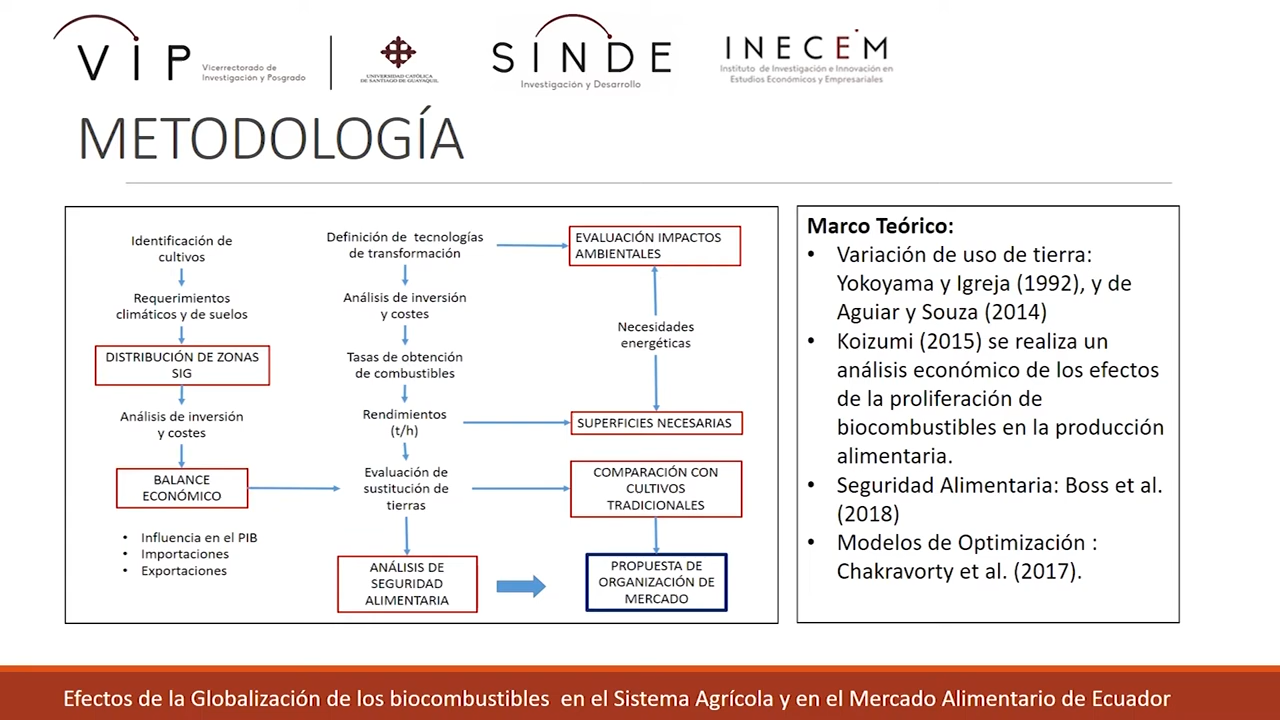 VIP
Vicerrectorado de
Investigación y Posgrado
UNIVERSIDAD CATÓLICA
DE SANTIAGO DE GUAYAQUIL
SINDE
Investigación y Desarrollo
INECEM
Instituto de Investigación e Innovación en
Estudios Económicos y Empresariales
METODOLOGÍA
Identificación de
cultivos
Requerimientos
climáticos y de suelos
DISTRIBUCIÓN DE ZONAS
SIG
Análisis de inversión
y costes
BALANCE
ECONÓMICO
• Influencia en el PIB
• Importaciones
• Exportaciones
Definición de tecnologías
de transformación
Análisis de inversión
y costes
Tasas de obtención
de combustibles
Rendimientos
(t/h)
Evaluación de
sustitución de
tierras
ANÁLISIS DE
SEGURIDAD
ALIMENTARIA
EVALUACIÓN IMPACTOS
AMBIENTALES
Necesidades
energéticas
SUPERFICIES NECESARIAS
COMPARACIÓN CON
CULTIVOS
TRADICIONALES
PROPUESTA DE
ORGANIZACIÓN DE
MERCADO
Marco Teórico:
• Variación de uso de tierra:
Yokoyama y Igreja (1992), y de
Aguiar y Souza (2014)
• Koizumi (2015) se realiza un
análisis económico de los efectos
de la proliferación de
biocombustibles en la producción
alimentaria.
• Seguridad Alimentaria: Boss et al.
(2018)
• Modelos de Optimización :
Chakravorty et al. (2017).
Efectos de la Globalización de los biocombustibles en el Sistema Agrícola y en el Mercado Alimentario de Ecuador